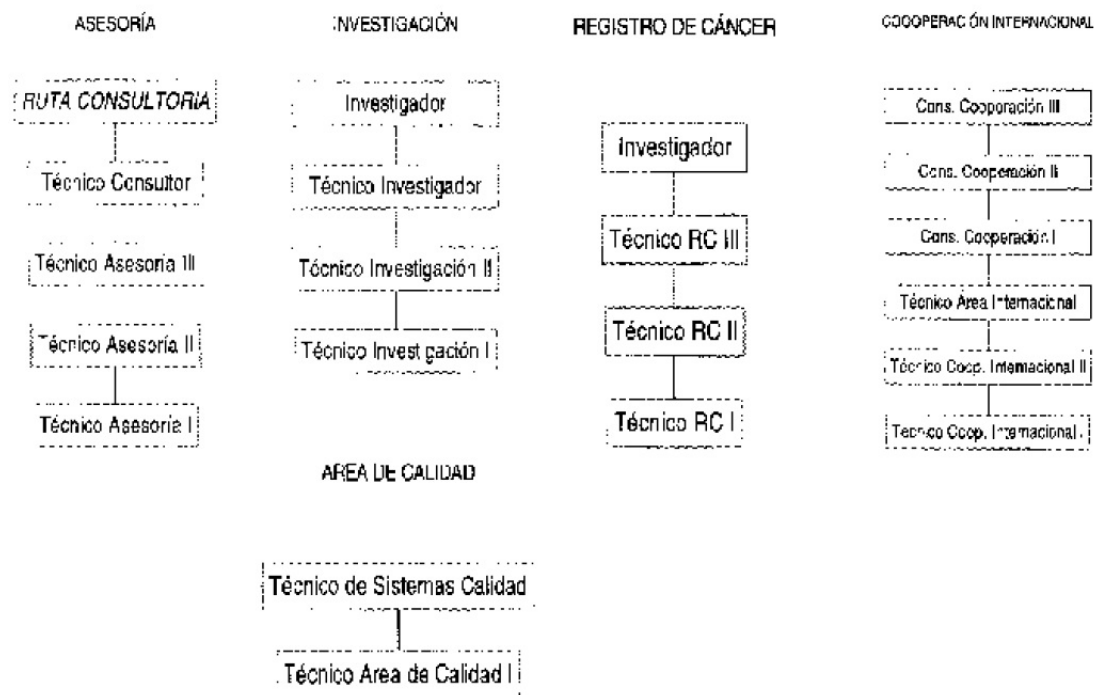 ASESORÍA
RUTA CONSULTORIA
Técnico Consultor
Técnico Asesoría III
Técnico Asesoría II
Técnico Asesoría I
INVESTIGACIÓN
Investigador
Técnico Investigador
Técnico Investigación II
Técnico Investigación I
REGISTRO DE CÁNCER
Investigador
Técnico RC III
Técnico RC II
Técnico RC I
COOOPERACIÓN INTERNACIONAL
Cons. Cooperación III
Cons. Cooperación II
Cons. Cooperación I
Técnico Area Internacional
Técnico Coop. Internacional II
Tecnico Coop. Internacional
AREA DE CALIDAD
Técnico de Sistemas Calidad
Técnico Area de Calidad I